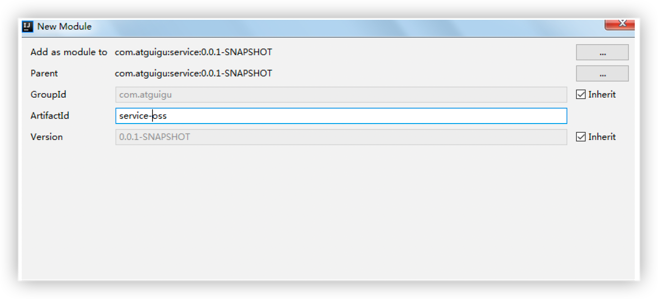 New Module
Add as module to com.atguigu:service:0.0.1-SNAPSHOT ...
Parent com.atguigu:service:0.0.1-SNAPSHOT ...
GroupId com.atguigu Inherit
ArtifactId service-oss
Version 0.0.1-SNAPSHOT Inherit